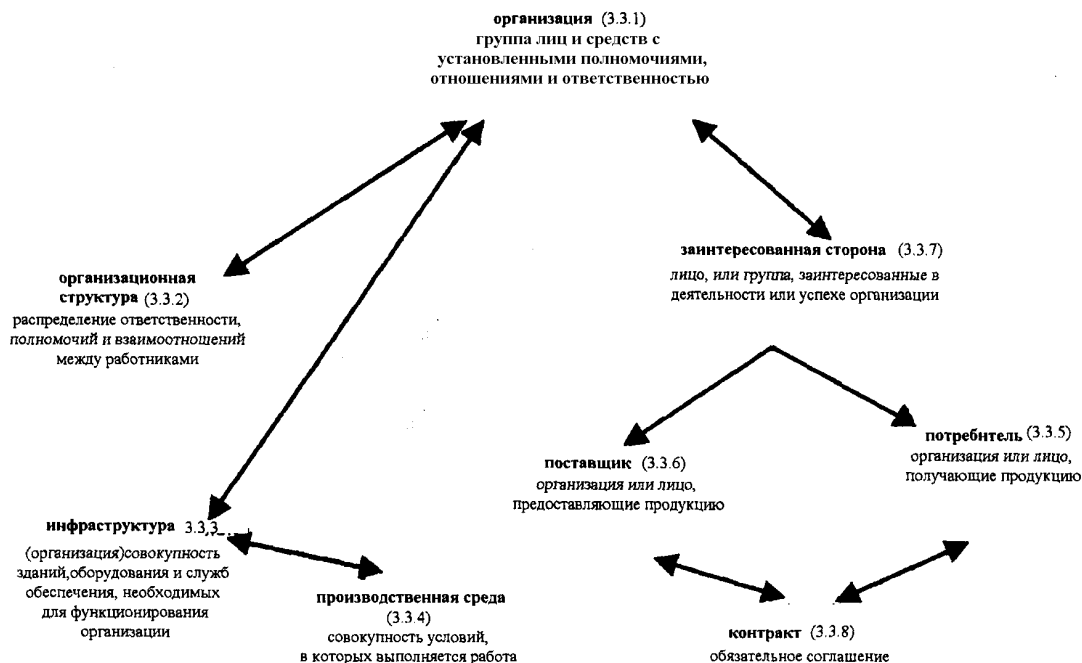 организация (3.3.1)
группа лиц и средств с
установленными полномочиями,
отношениями и ответственностью
заинтересованная сторона (3.3.7)
лицо, или группа, заинтересованные в
деятельности или успехе организации
организационная
структура (3.3.2)
распределение ответственности,
полномочий и взаимоотношений
между работниками
потребитель (3.3.5)
организация или лицо,
получающие продукцию
поставщик (3.3.6)
организация или лицо,
предоставляющие продукцию
инфраструктура 3.3.3
(организация)совокупность
зданий,оборудования и служб
обеспечения, необходимых
для функционирования
организации
производственная среда
(3.3.4)
совокупность условий,
в которых выполняется работа
контракт (3.3.8)
обязательное соглашение